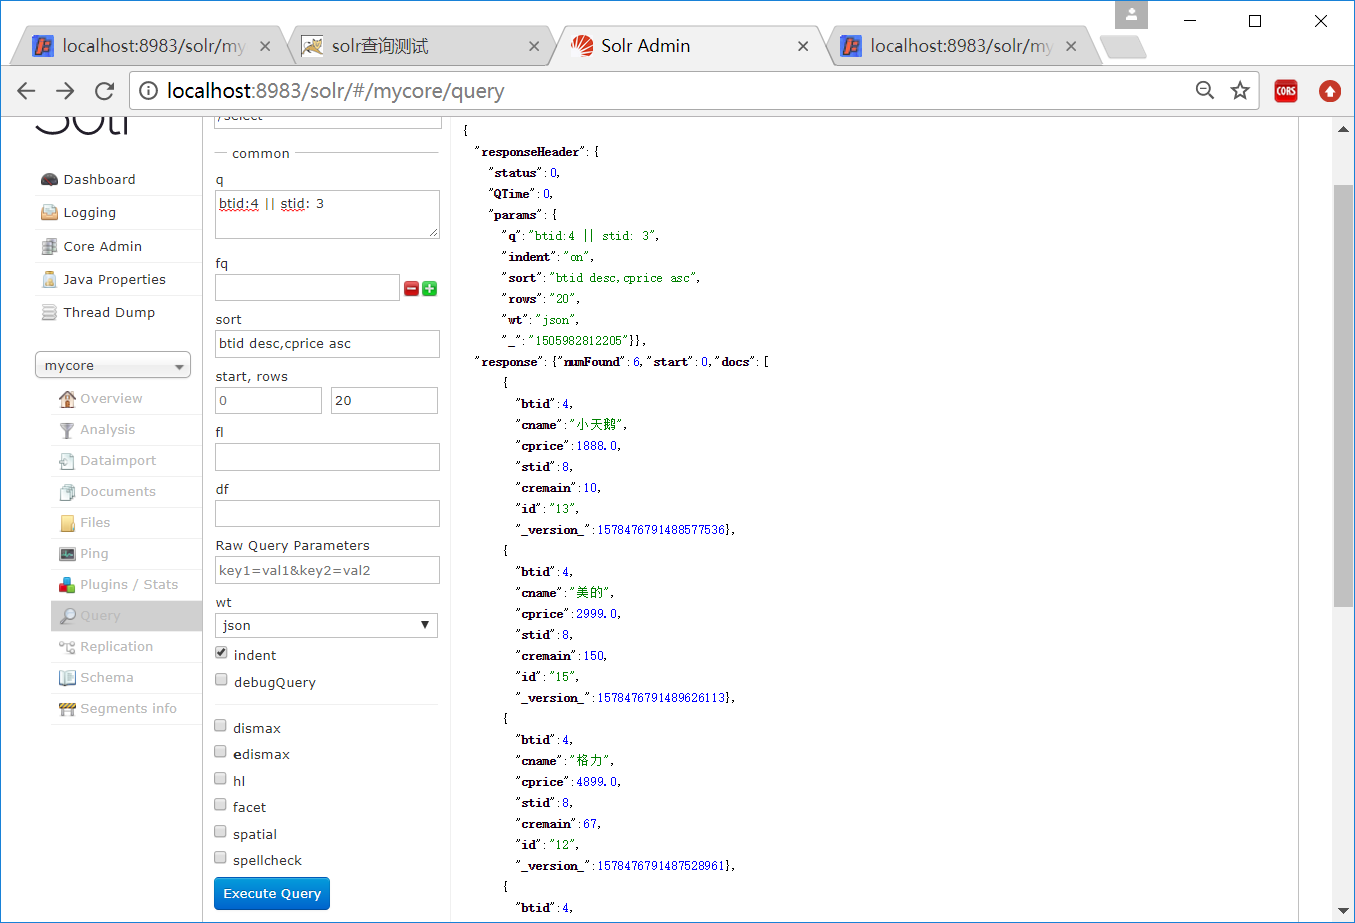 localhost:8983/solr/my
solr查询测试
Solr Admin
localhost:8983/solr/my
localhost:8983/solr/#/mycore/query
CORS
Solr
Dashboard
Logging
Core Admin
Java Properties
Thread Dump
mycore
Overview
Analysis
Dataimport
Documents
Files
Ping
Plugins / Stats
Query
Replication
Schema
Segments info
/select
common
q
btid:4 || stid: 3
fq
sort
btid desc,cprice asc
start, rows
0 20
fl
df
Raw Query Parameters
key1=val1&key2=val2
wt
json
indent
debugQuery
dismax
edismax
hl
facet
spatial
spellcheck
Execute Query
{
"responseHeader":{
"status":0,
"QTime":0,
"params":{
"q":"btid:4 || stid: 3",
"indent":"on",
"sort":"btid desc,cprice asc",
"rows":"20",
"wt":"json",
"_":"1505982812205"}},
"response":{"numFound":6,"start":0,"docs":[
{
"btid":4,
"cname":"小天鹅",
"cprice":1888.0,
"stid":8,
"cremain":10,
"id":"13",
"_version_":1578476791488577536},
{
"btid":4,
"cname":"美的",
"cprice":2999.0,
"stid":8,
"cremain":150,
"id":"15",
"_version_":1578476791489626113},
{
"btid":4,
"cname":"格力",
"cprice":4899.0,
"stid":8,
"cremain":67,
"id":"12",
"_version_":1578476791487528961},
{
"btid":4,